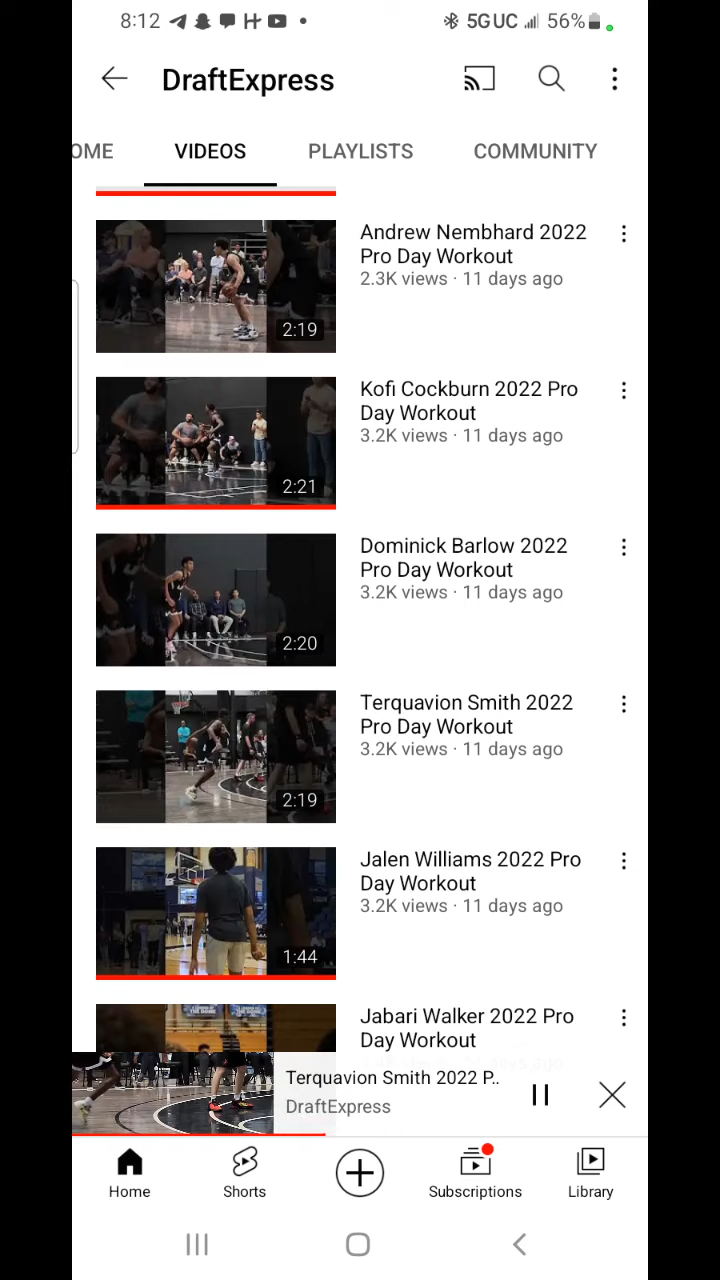 8:12
5G UC 56%
DraftExpress
OME VIDEOS PLAYLISTS COMMUNITY
Andrew Nembhard 2022
Pro Day Workout
2.3K views · 11 days ago
2:19
Kofi Cockburn 2022 Pro
Day Workout
3.2K views · 11 days ago
2:21
Dominick Barlow 2022
Pro Day Workout
3.2K views · 11 days ago
2:20
Terquavion Smith 2022
Pro Day Workout
3.2K views · 11 days ago
2:19
Jalen Williams 2022 Pro
Day Workout
3.2K views · 11 days ago
1:44
Jabari Walker 2022 Pro
Day Workout
Terquavion Smith 2022 P..
DraftExpress
Home Shorts Subscriptions Library